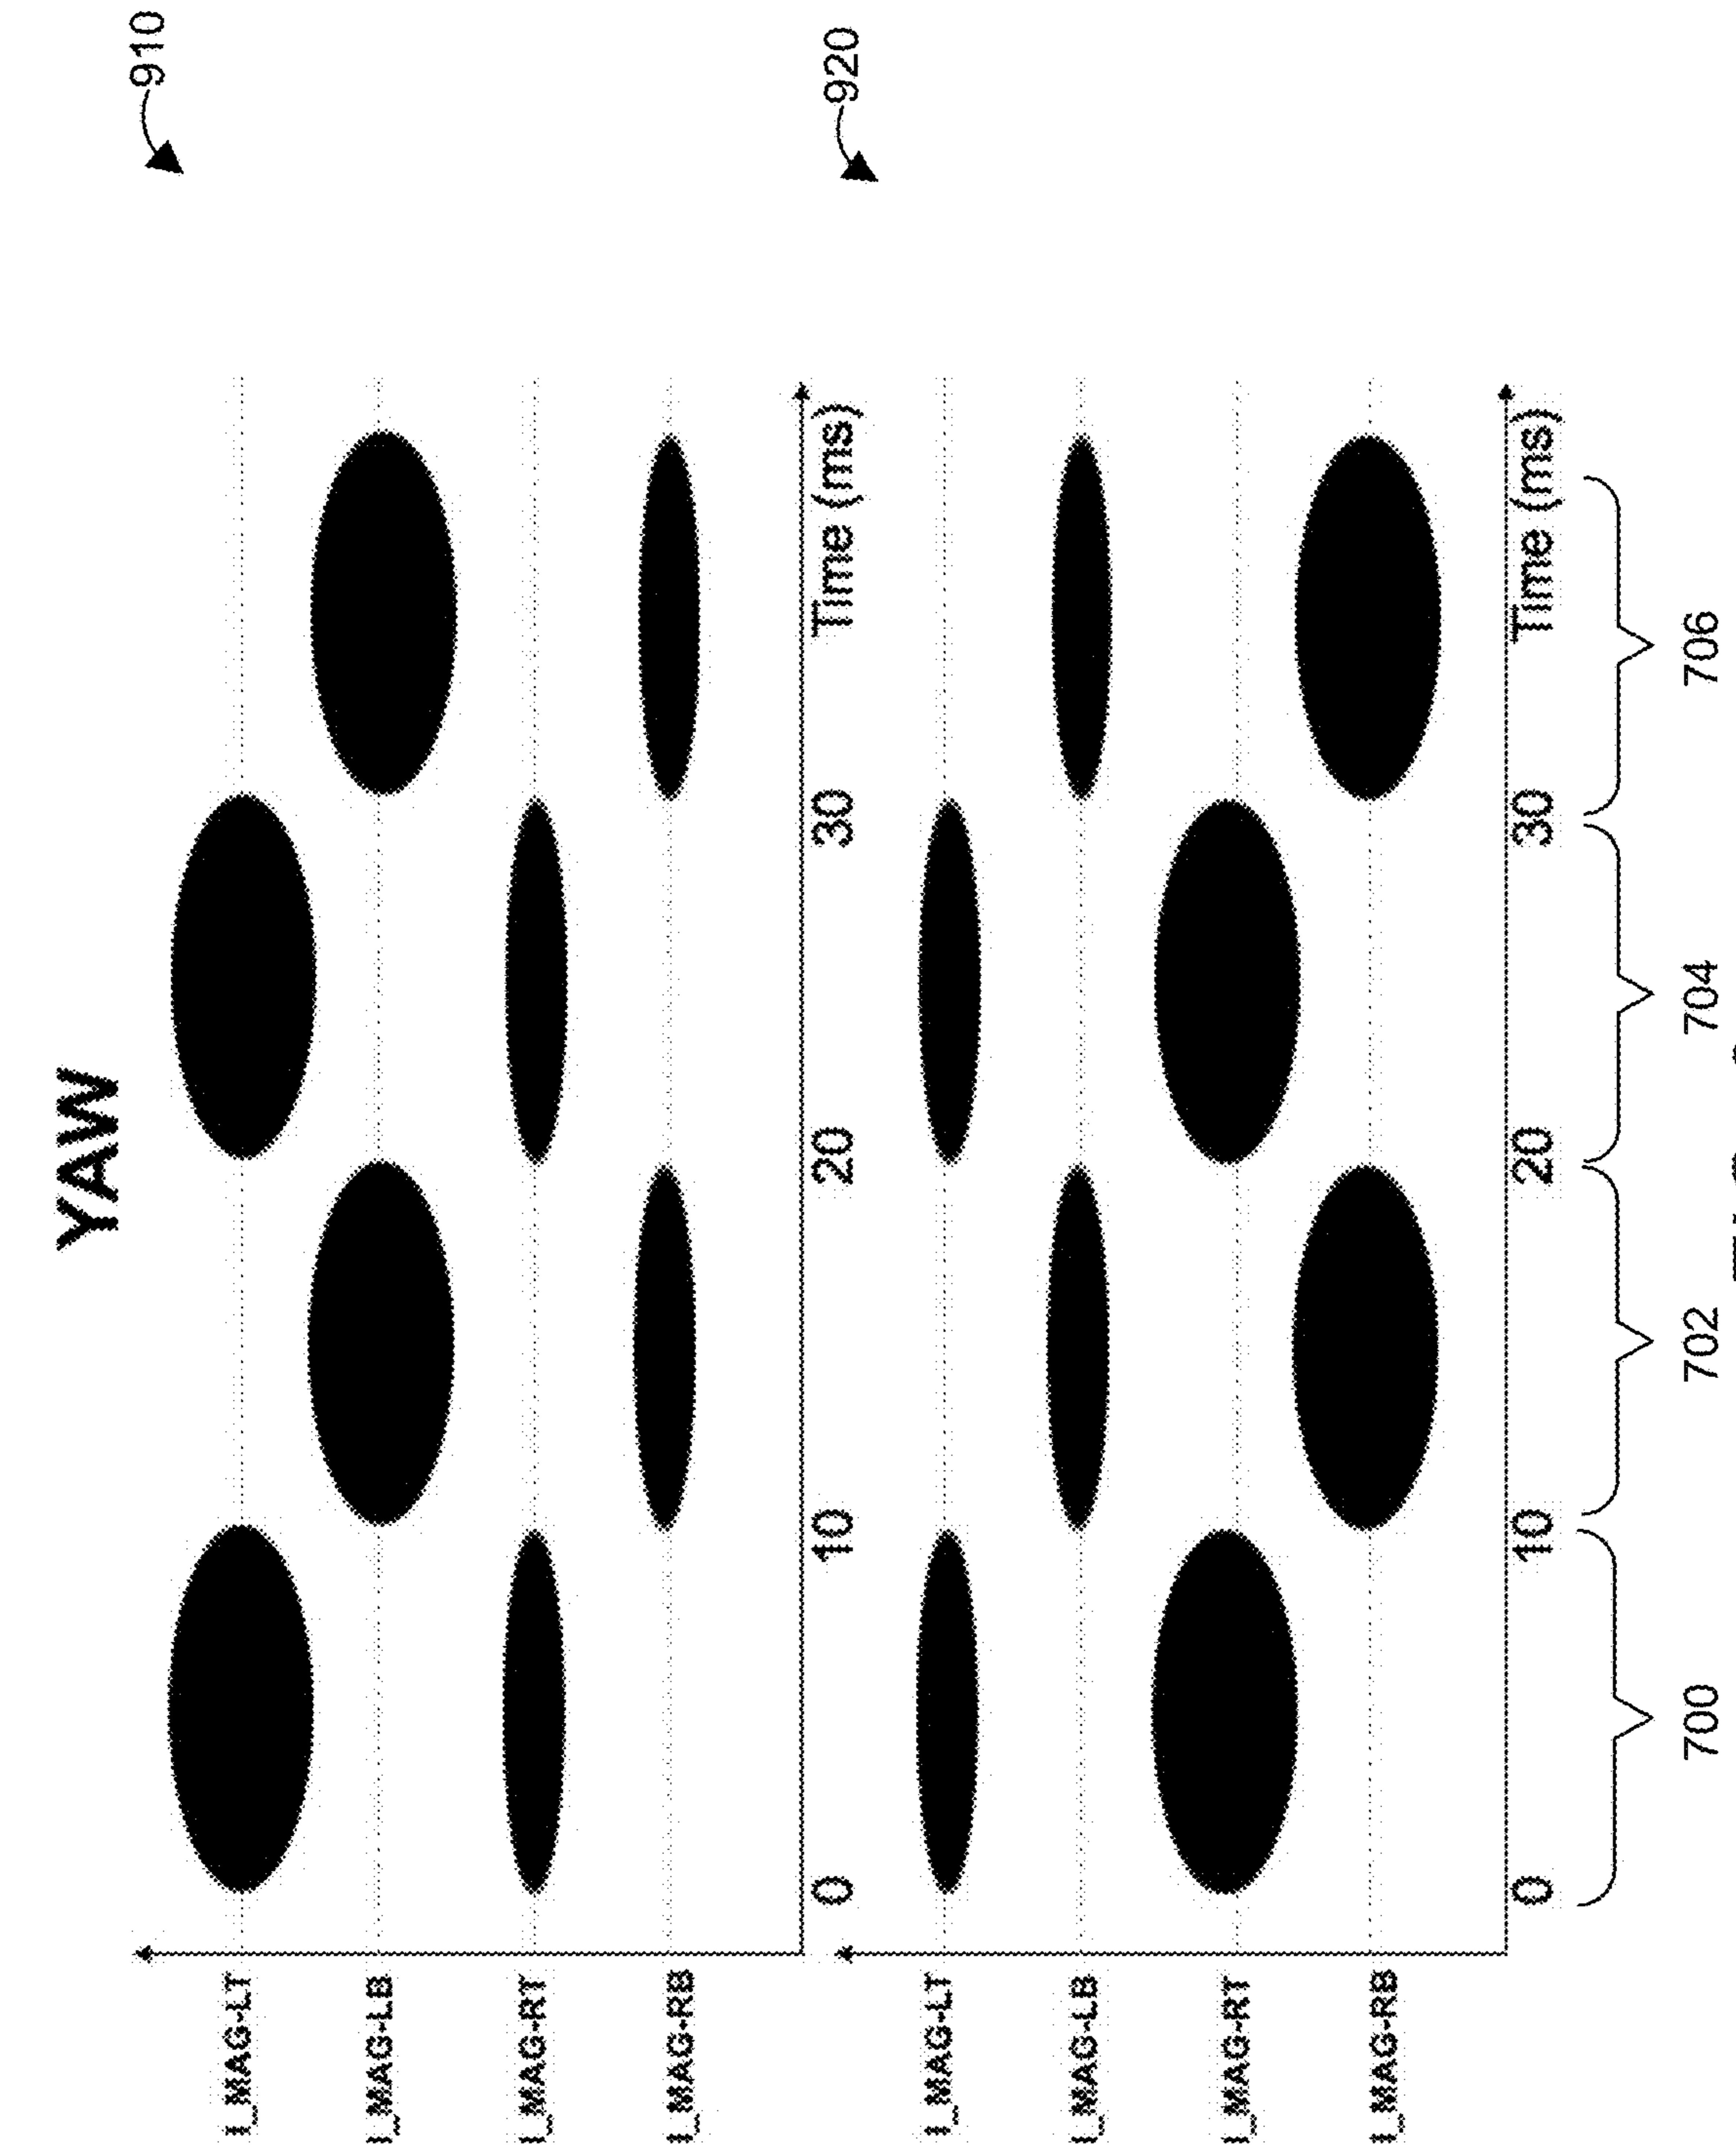 YAW
910
I_MAG-LT
I_MAG-LB
I_MAG-RT
I_MAG-RB
0 10 20 30 Time (ms)
920
I_MAG-LT
I_MAG-LB
I_MAG-RT
I_MAG-RB
0 10 20 30 Time (ms)
700 702 704 706